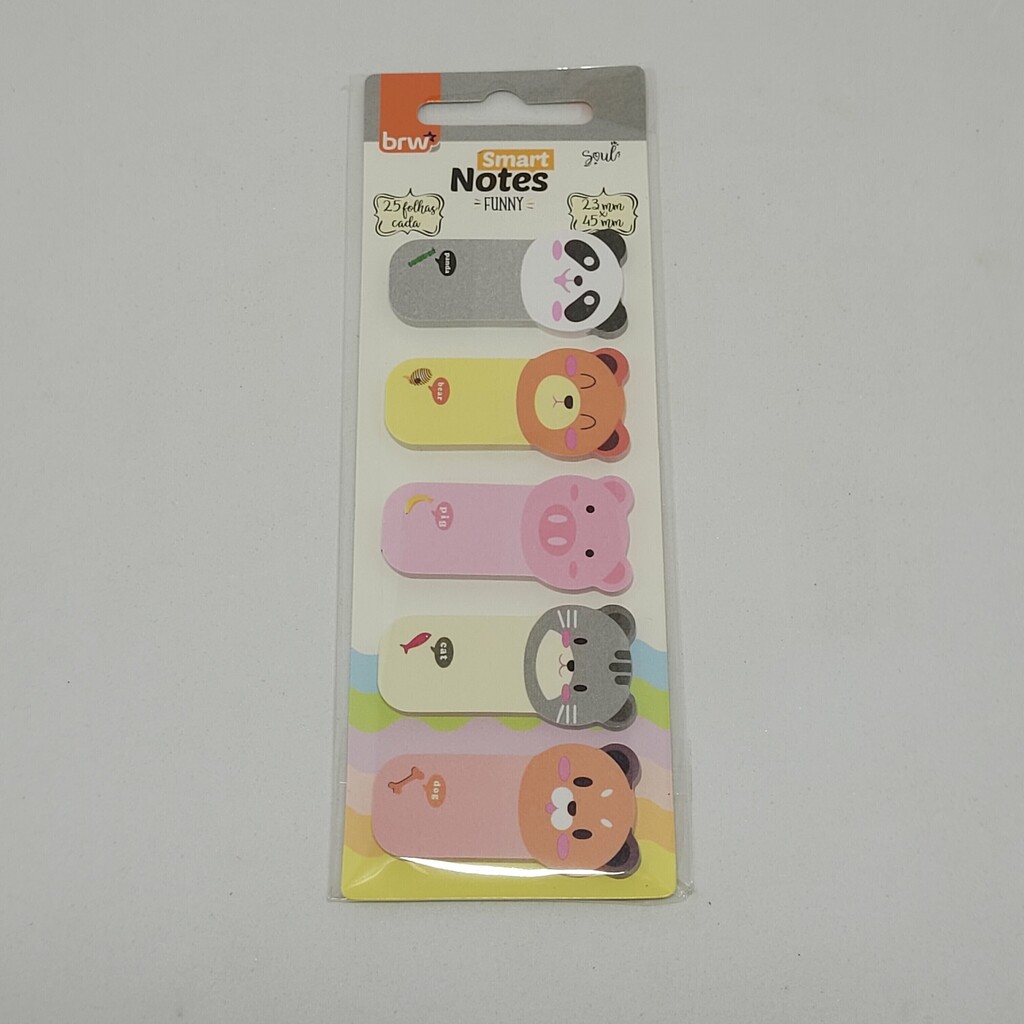 brw
Smart
Notes
FUNNY
Soul
25 folhas
cada
23 mm
x
45 mm
panda
bear
pig
cat
dog